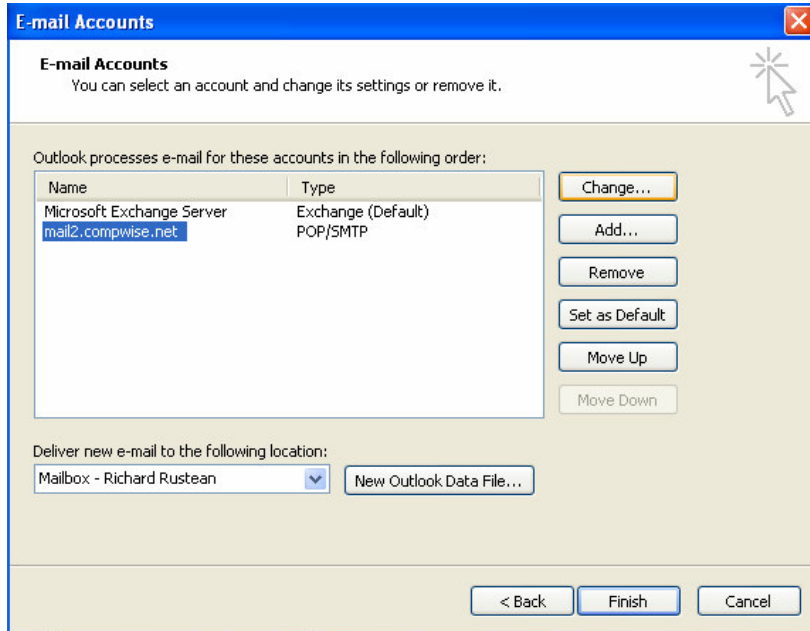 E-mail Accounts
E-mail Accounts
You can select an account and change its settings or remove it.
Outlook processes e-mail for these accounts in the following order:
Name Type
Microsoft Exchange Server Exchange (Default)
mail2.compwise.net POP/SMTP
Change...
Add...
Remove
Set as Default
Move Up
Move Down
Deliver new e-mail to the following location:
Mailbox - Richard Rustean
New Outlook Data File...
< Back Finish Cancel